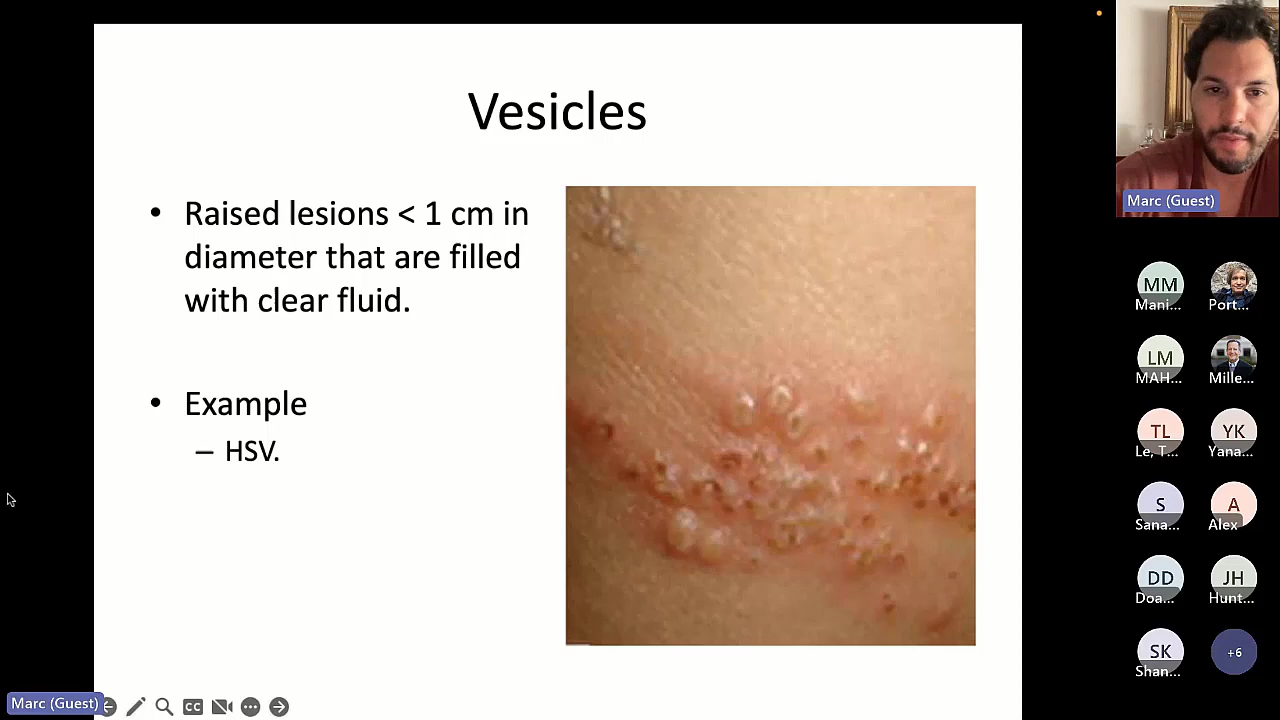 Vesicles
• Raised lesions < 1 cm in
diameter that are filled
with clear fluid.
• Example
– HSV.
Marc (Guest)
MM
Mani...
Port...
LM
MAH...
Mille...
TL
Le, T...
YK
Yana...
S
Sana...
A
Alex
DD
Doa...
JH
Hunt...
SK
Shan...
+6
Marc (Guest)
CC